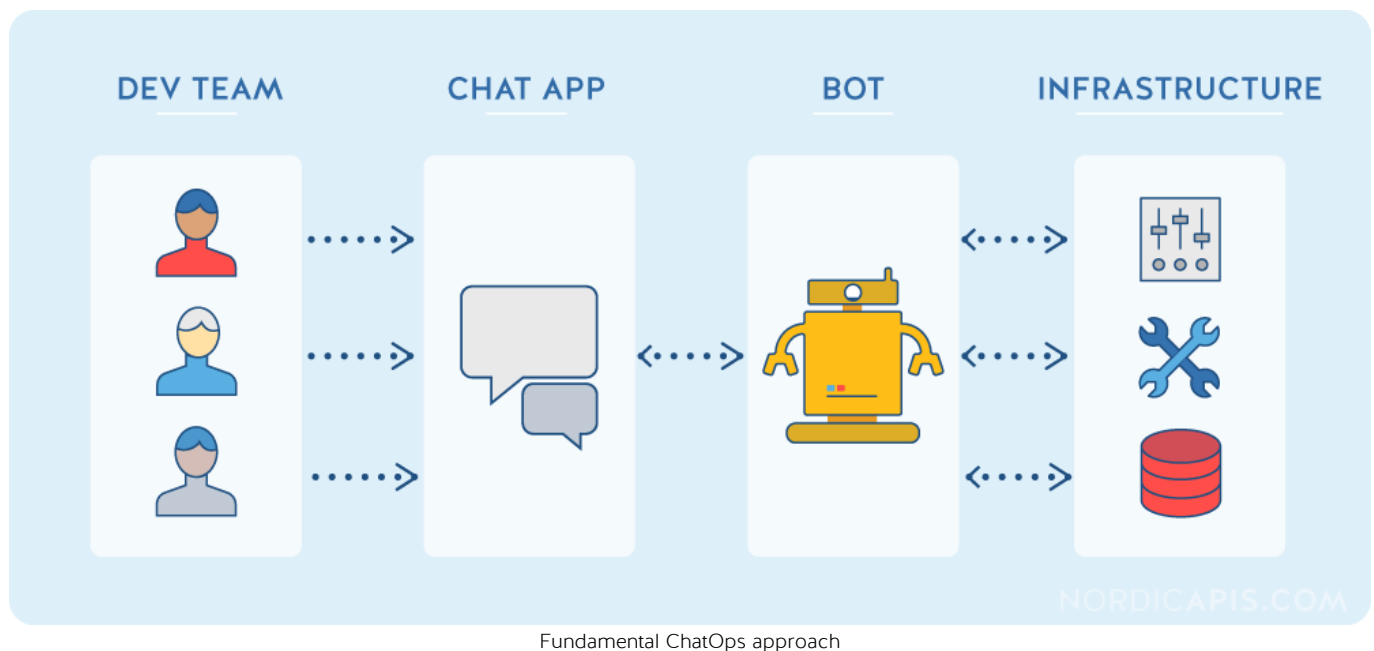 DEV TEAM
CHAT APP
BOT
INFRASTRUCTURE
NORDICAPIS.COM
Fundamental ChatOps approach